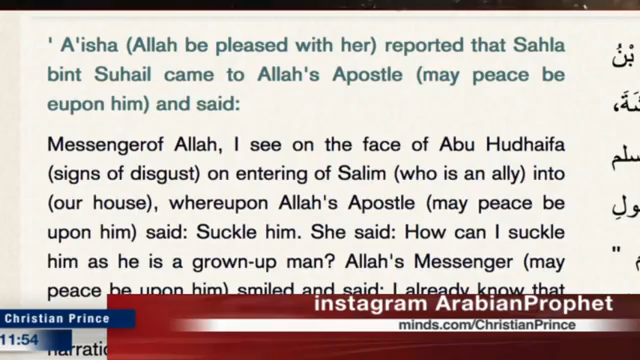 ' A'isha (Allah be pleased with her) reported that Sahla
bint Suhail came to Allah's Apostle (may peace be
eupon him) and said:
Messengerof Allah, I see on the face of Abu Hudhaifa
(signs of disgust) on entering of Salim (who is an ally) into
(our house), whereupon Allah's Apostle (may peace be
upon him) said: Suckle him. She said: How can I suckle
him as he is a grown-up man? Allah's Messenger (may
peace be upon him) smiled and said: I already know that
بْنُ
سلم
instagram ArabianProphet
minds.com/ChristianPrince
Christian Prince
11:54